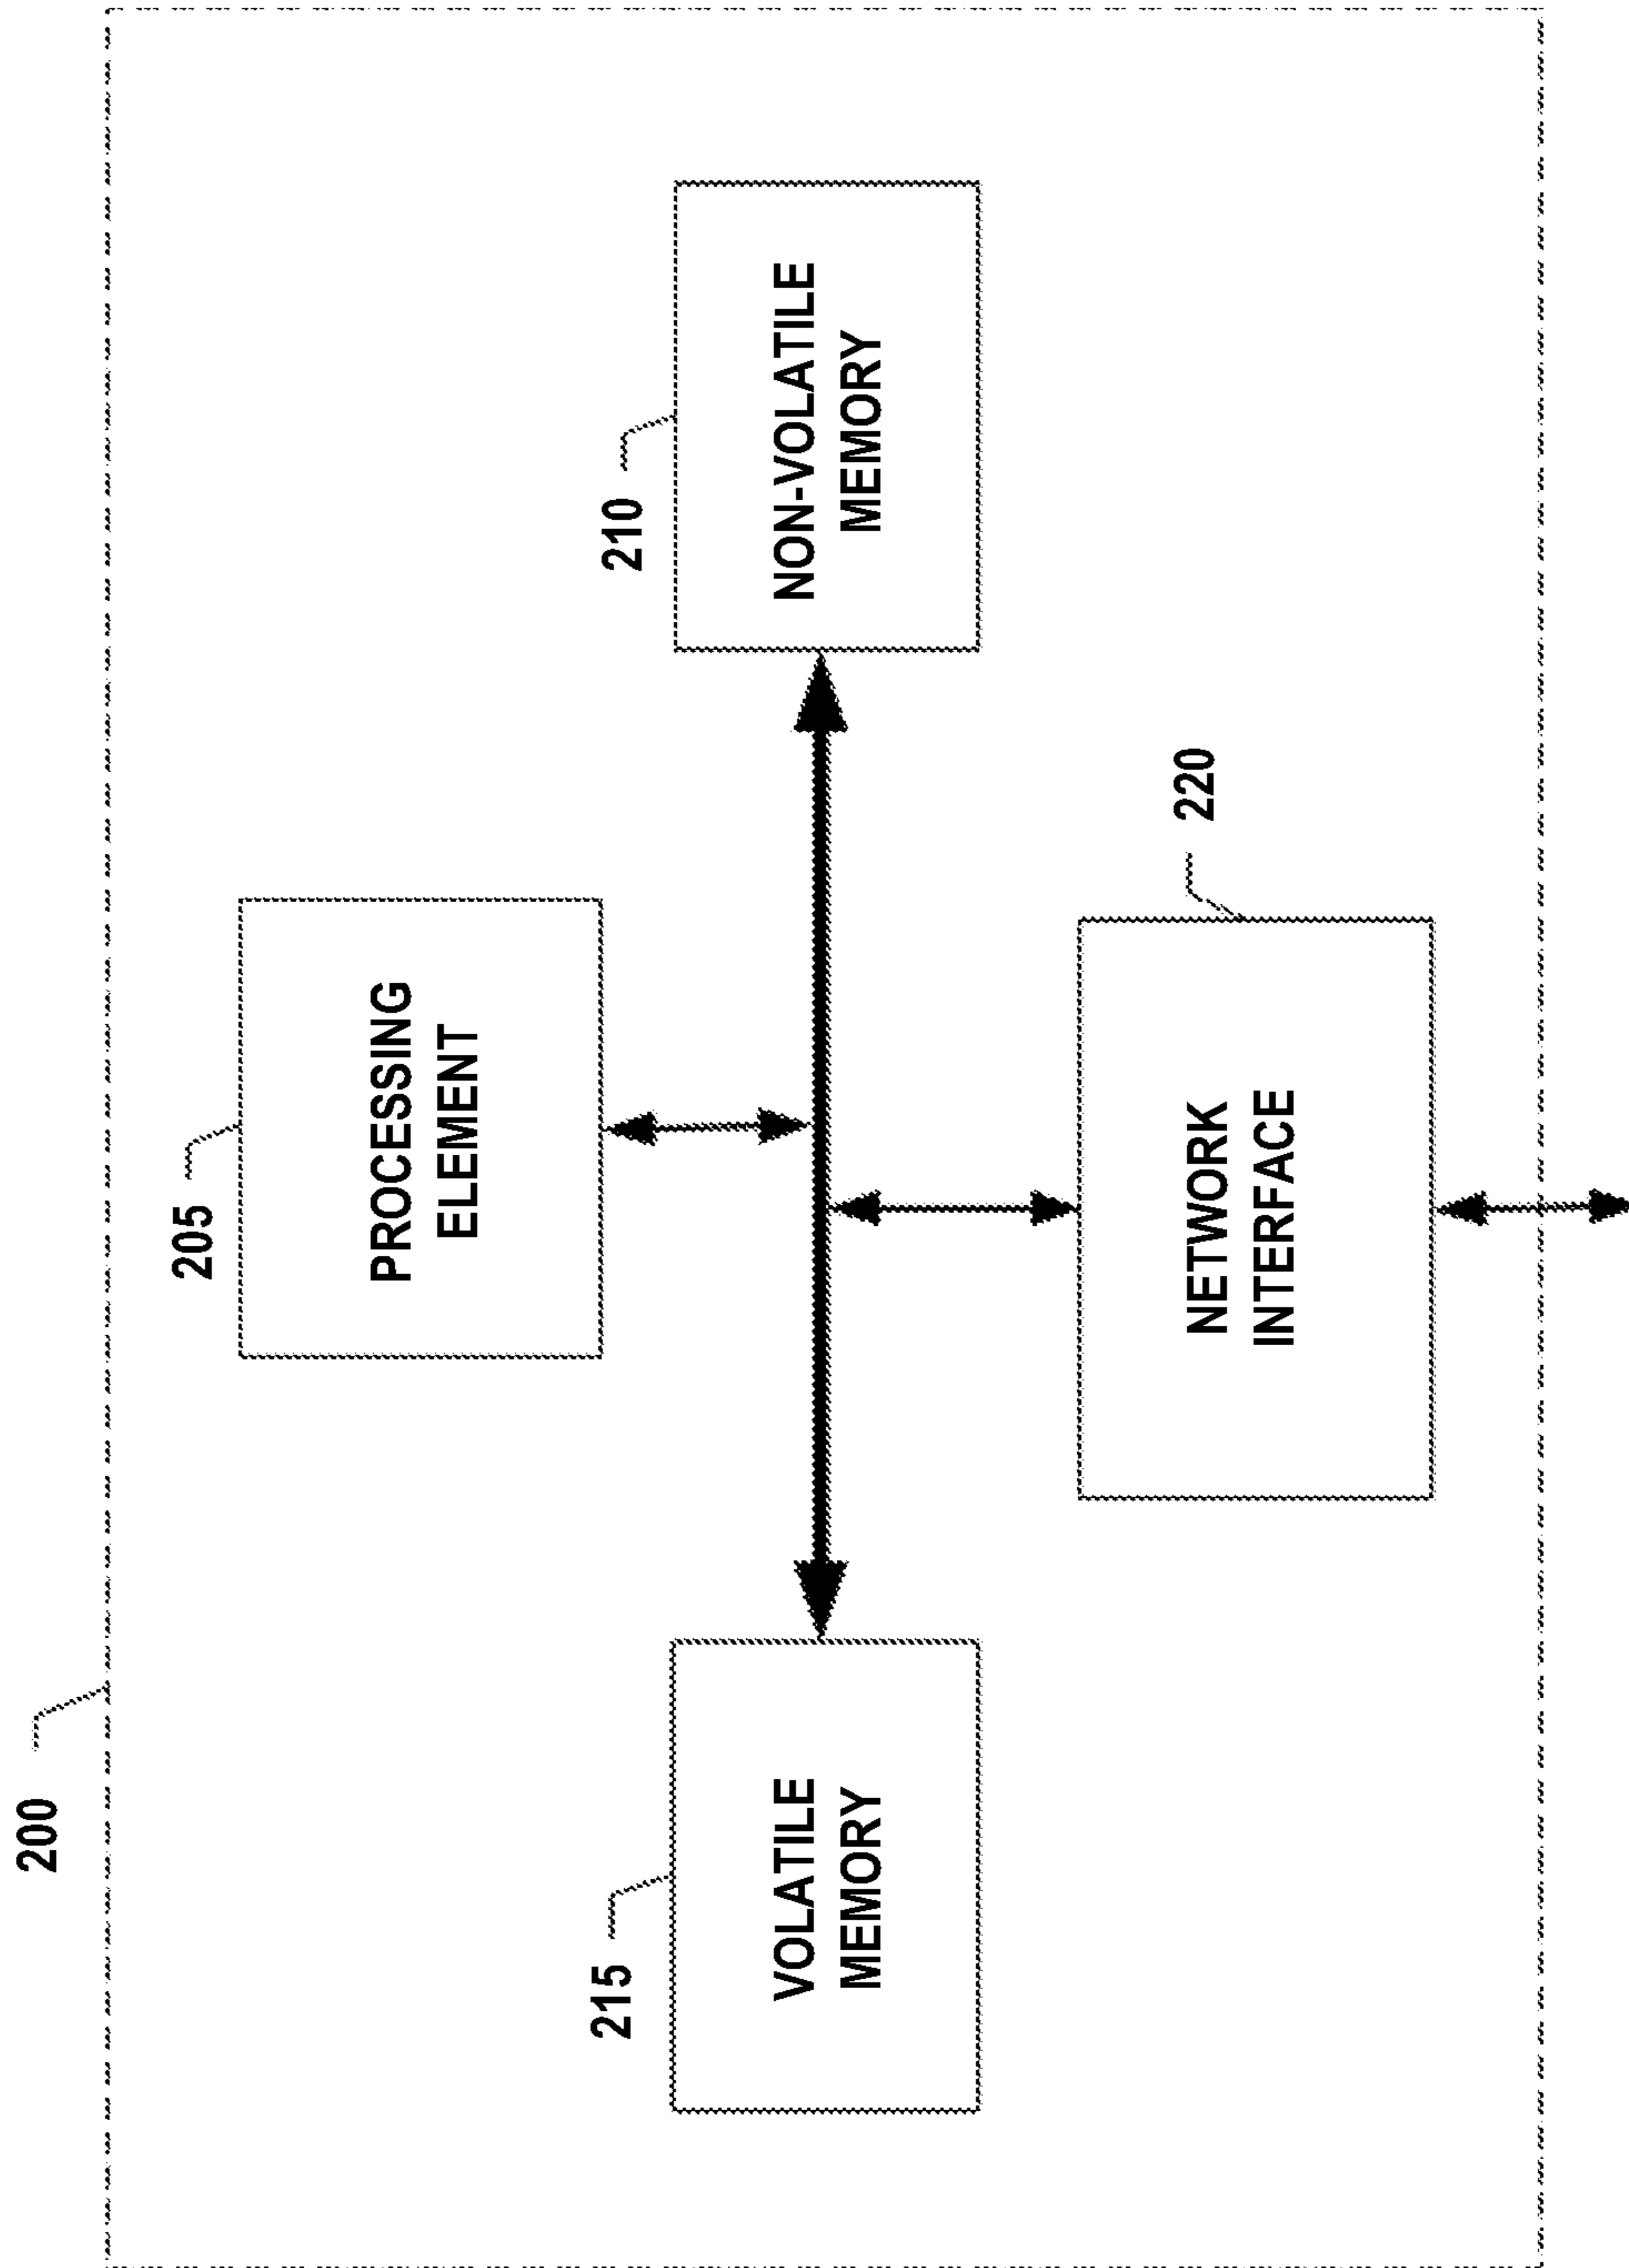 200
205
PROCESSING
ELEMENT
215
VOLATILE
MEMORY
210
NON-VOLATILE
MEMORY
220
NETWORK
INTERFACE